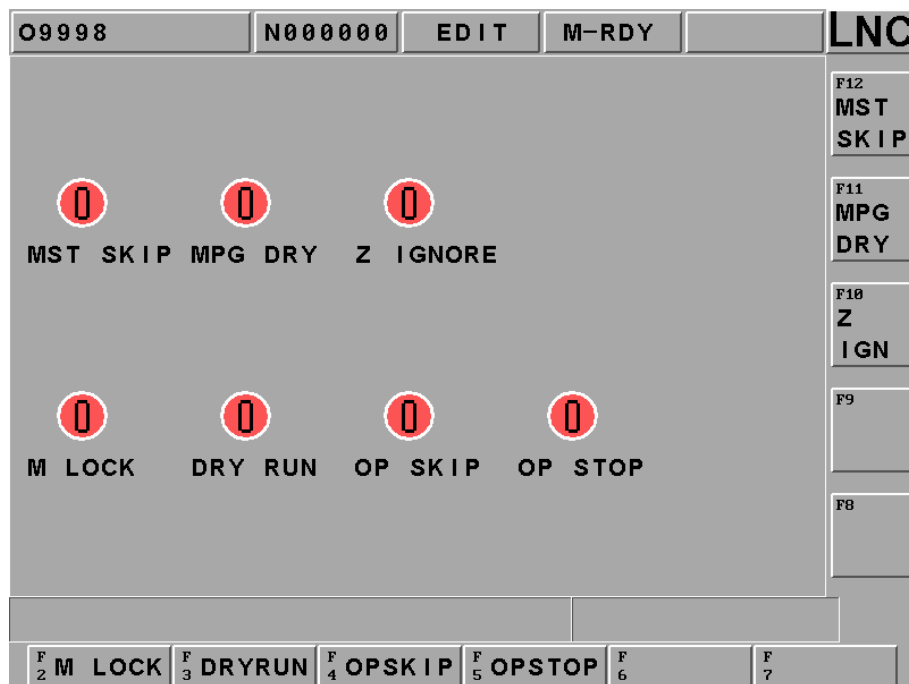 O9998 N000000 EDIT M-RDY LNC
F12
MST
SKIP
F11
MPG
DRY
F10
Z
IGN
F9
F8
0 0 0
MST SKIP MPG DRY Z IGNORE
0 0 0 0
M LOCK DRY RUN OP SKIP OP STOP
F2 M LOCK F3 DRYRUN F4 OPSKIP F5 OPSTOP F6 F7